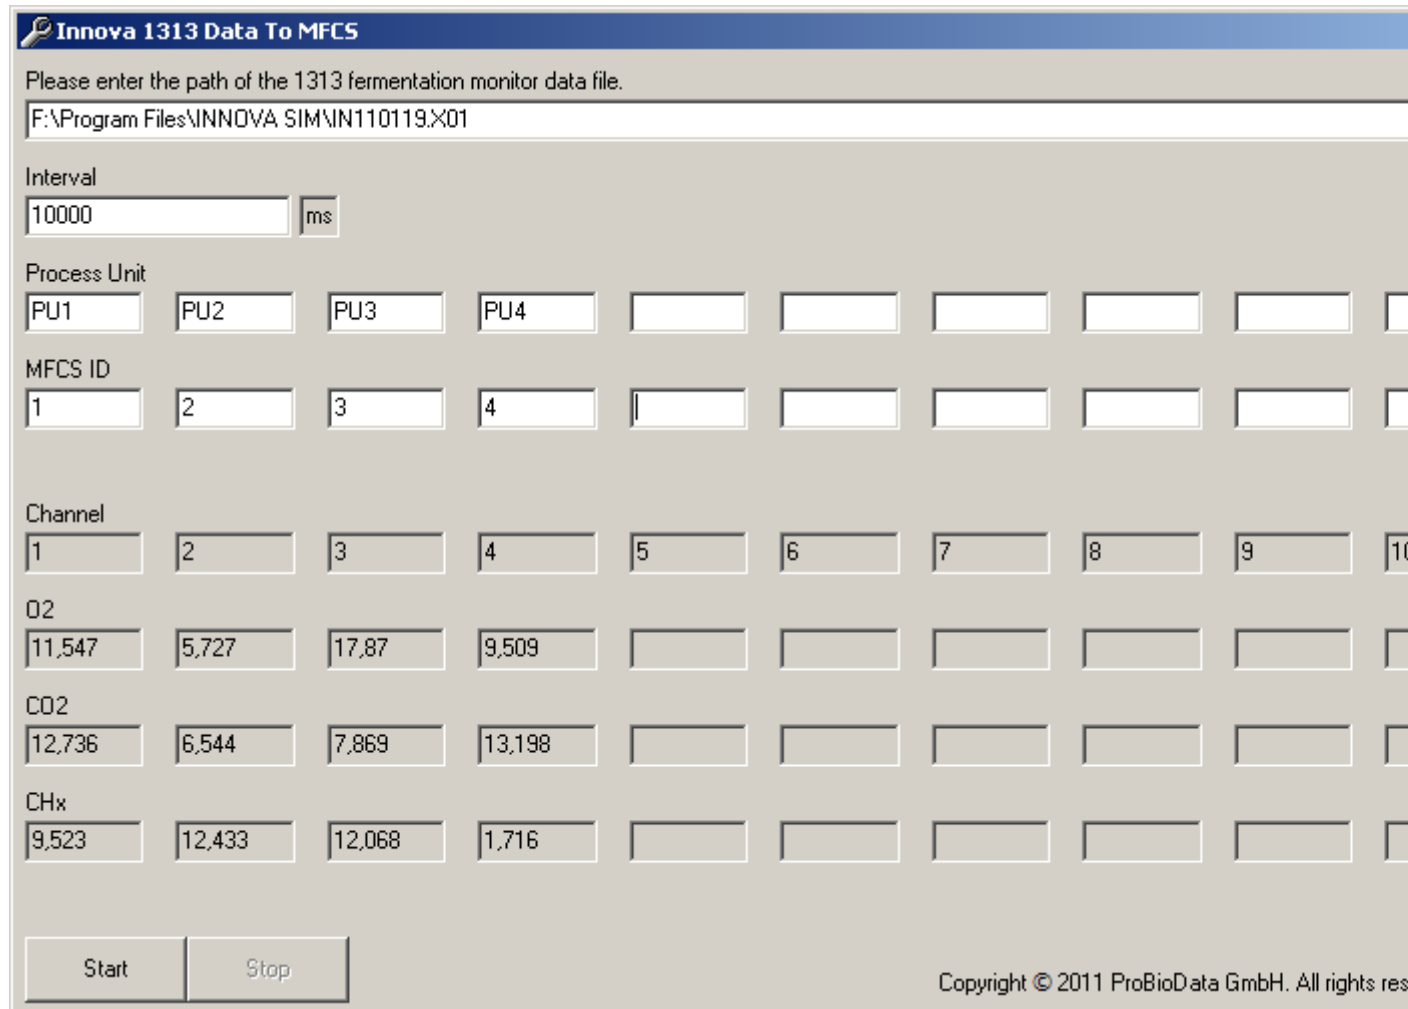 Innova 1313 Data To MFCS
Please enter the path of the 1313 fermentation monitor data file.
F:\Program Files\INNOVA SIM\IN110119.X01
Interval
10000 ms
Process Unit
PU1 PU2 PU3 PU4
MFCS ID
1 2 3 4
Channel
1 2 3 4 5 6 7 8 9 10
O2
11,547 5,727 17,87 9,509
CO2
12,736 6,544 7,869 13,198
CHx
9,523 12,433 12,068 1,716
Start Stop
Copyright © 2011 ProBioData GmbH. All rights res